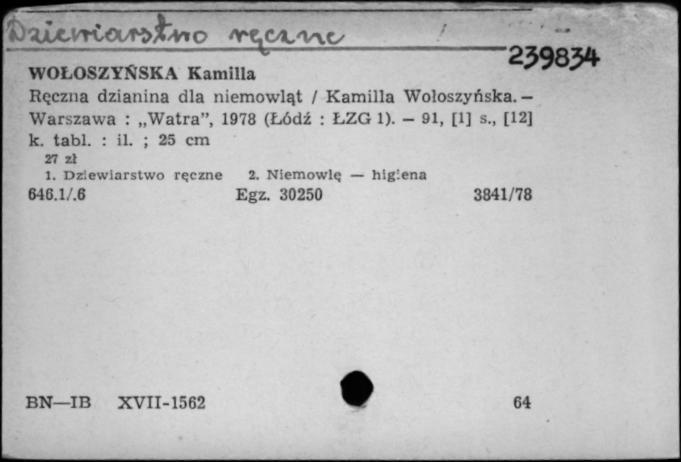 Dziewiarstwo ręczne
239834
WOŁOSZYŃSKA Kamilla
Ręczna dzianina dla niemowląt / Kamilla Wołoszyńska. —
Warszawa : „Watra”, 1978 (Łódź : ŁZG 1). — 91, [1] s., [12]
k. tabl. : il. ; 25 cm
27 zł
1. Dziewiarstwo ręczne 2. Niemowlę — higiena
646.1/.6 Egz. 30250 3841/78
BN—IB XVII-1562 64